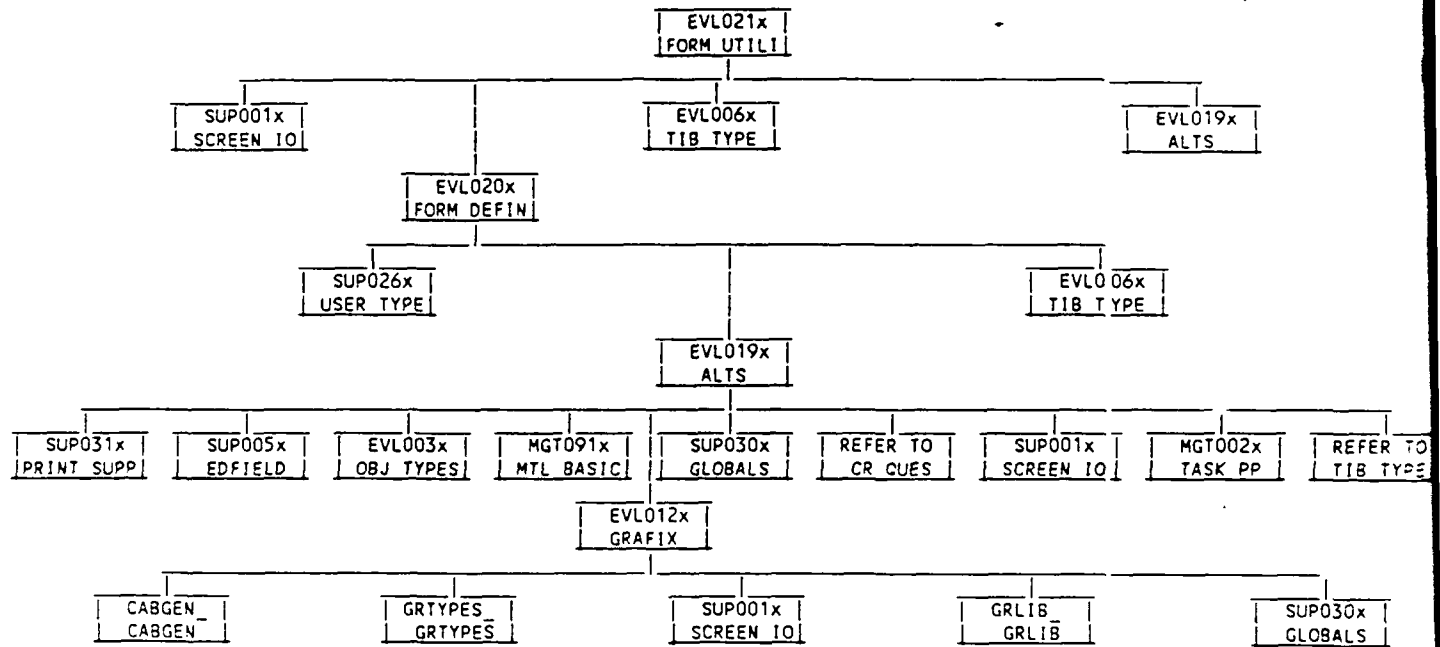 EVL021x
FORM UTILI
SUP001x
SCREEN IO
EVL006x
TIB TYPE
EVL019x
ALTS
EVL020x
FORM DEFIN
SUP026x
USER TYPE
EVL006x
TIB TYPE
EVL019x
ALTS
SUP031x
PRINT SUPP
SUP005x
EDFIELD
EVL003x
OBJ TYPES
MGT091x
MTL BASIC
SUP030x
GLOBALS
REFER TO
CR QUES
SUP001x
SCREEN IO
MGT002x
TASK PP
REFER TO
TIB TYPE
EVL012x
GRAFIX
CABGEN_
CABGEN
GRTYPES_
GRTYPES
SUP001x
SCREEN IO
GRLIB_
GRLIB
SUP030x
GLOBALS